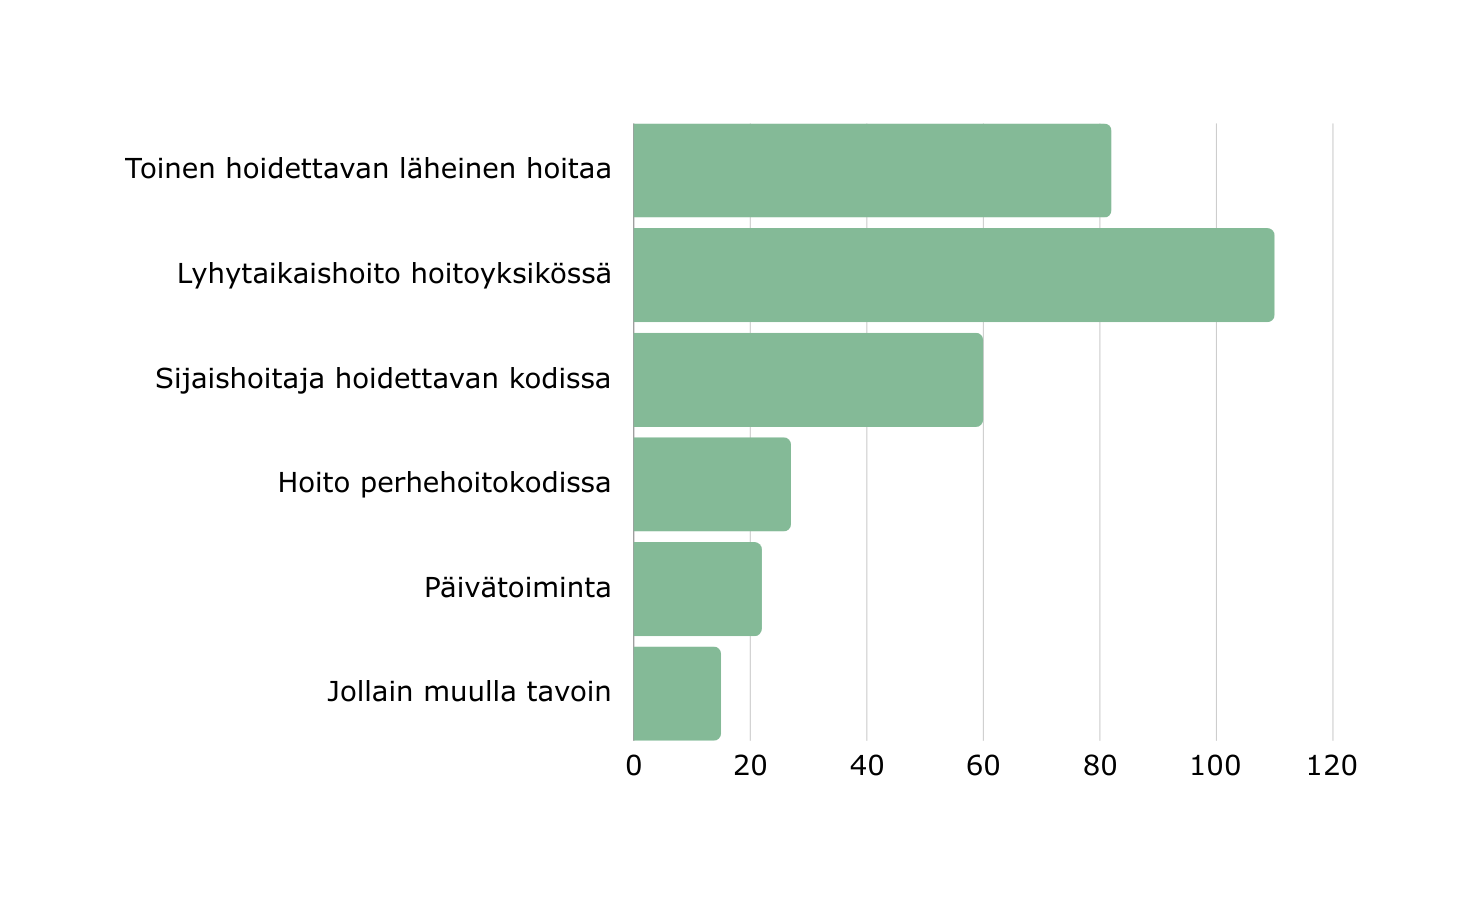 Toinen hoidettavan läheinen hoitaa
Lyhytaikaishoito hoitoyksikössä
Sijaishoitaja hoidettavan kodissa
Hoito perhehoitokodissa
Päivätoiminta
Jollain muulla tavoin
0 20 40 60 80 100 120